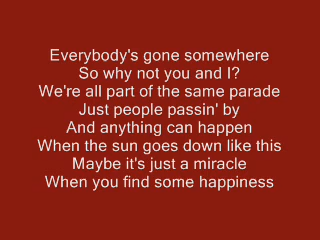 Everybody's gone somewhere
So why not you and I?
We're all part of the same parade
Just people passin' by
And anything can happen
When the sun goes down like this
Maybe it's just a miracle
When you find some happiness